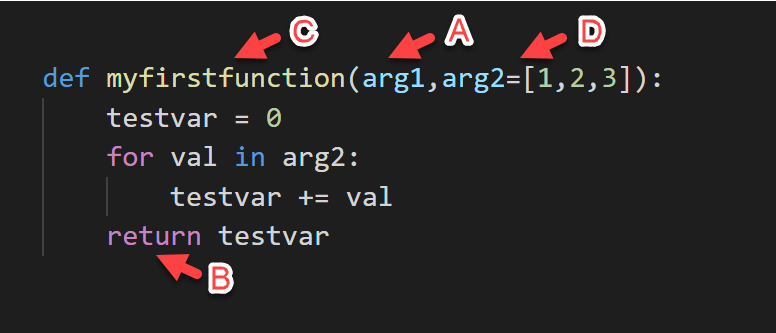 C A D
def myfirstfunction(arg1,arg2=[1,2,3]):
    testvar = 0
    for val in arg2:
        testvar += val
    return testvar
B